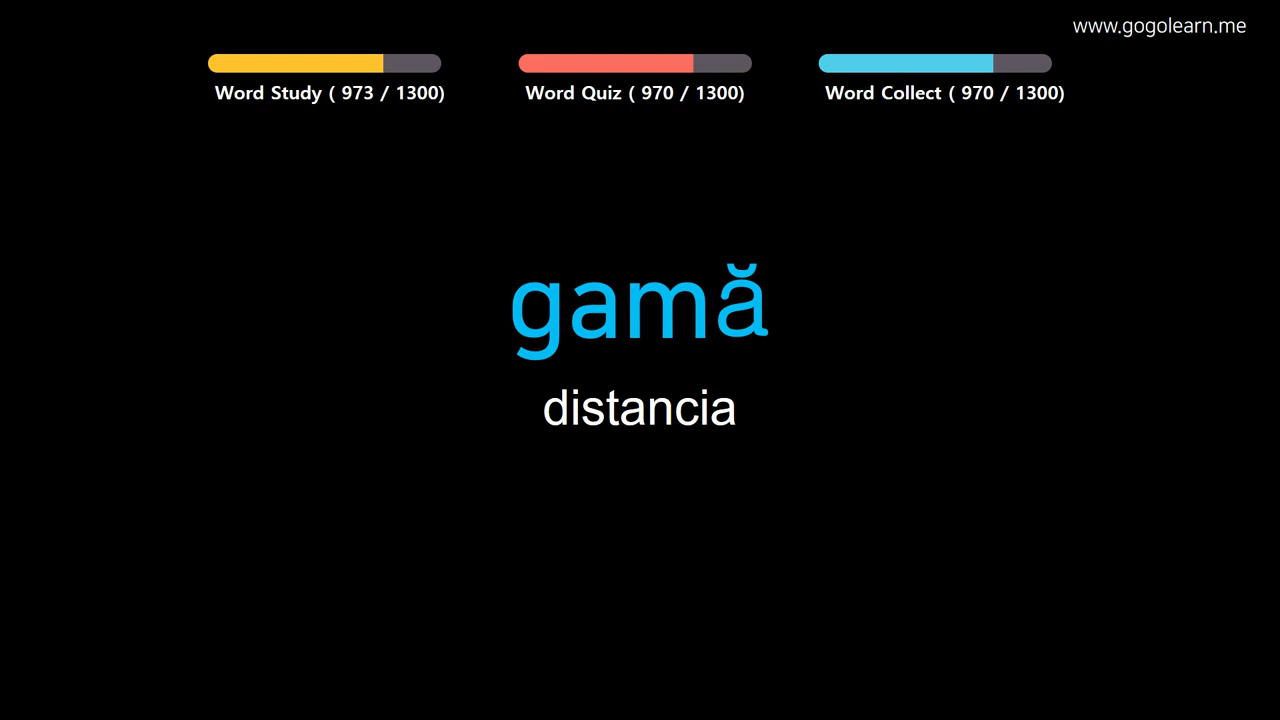 www.gogolearn.me
Word Study ( 973 / 1300)
Word Quiz ( 970 / 1300)
Word Collect ( 970 / 1300)
gamă
distancia